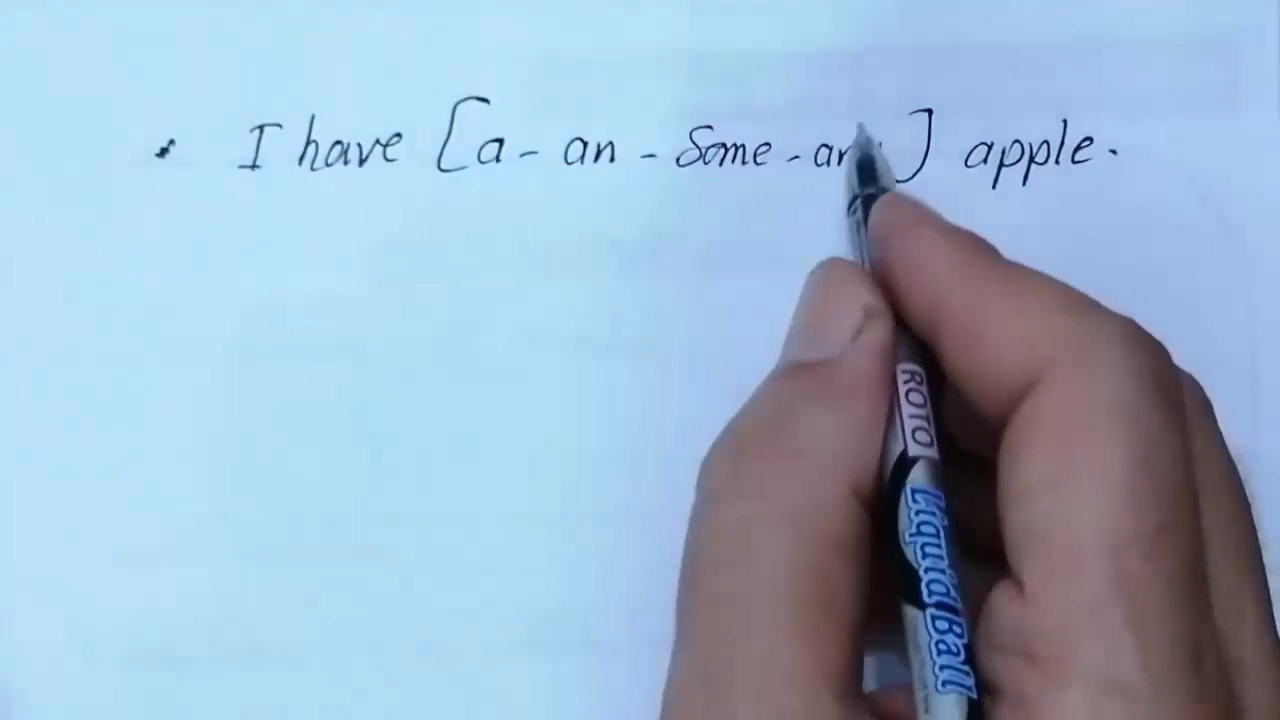 • I have [a - an - Some - ] apple.
ROTO Liquid Ball